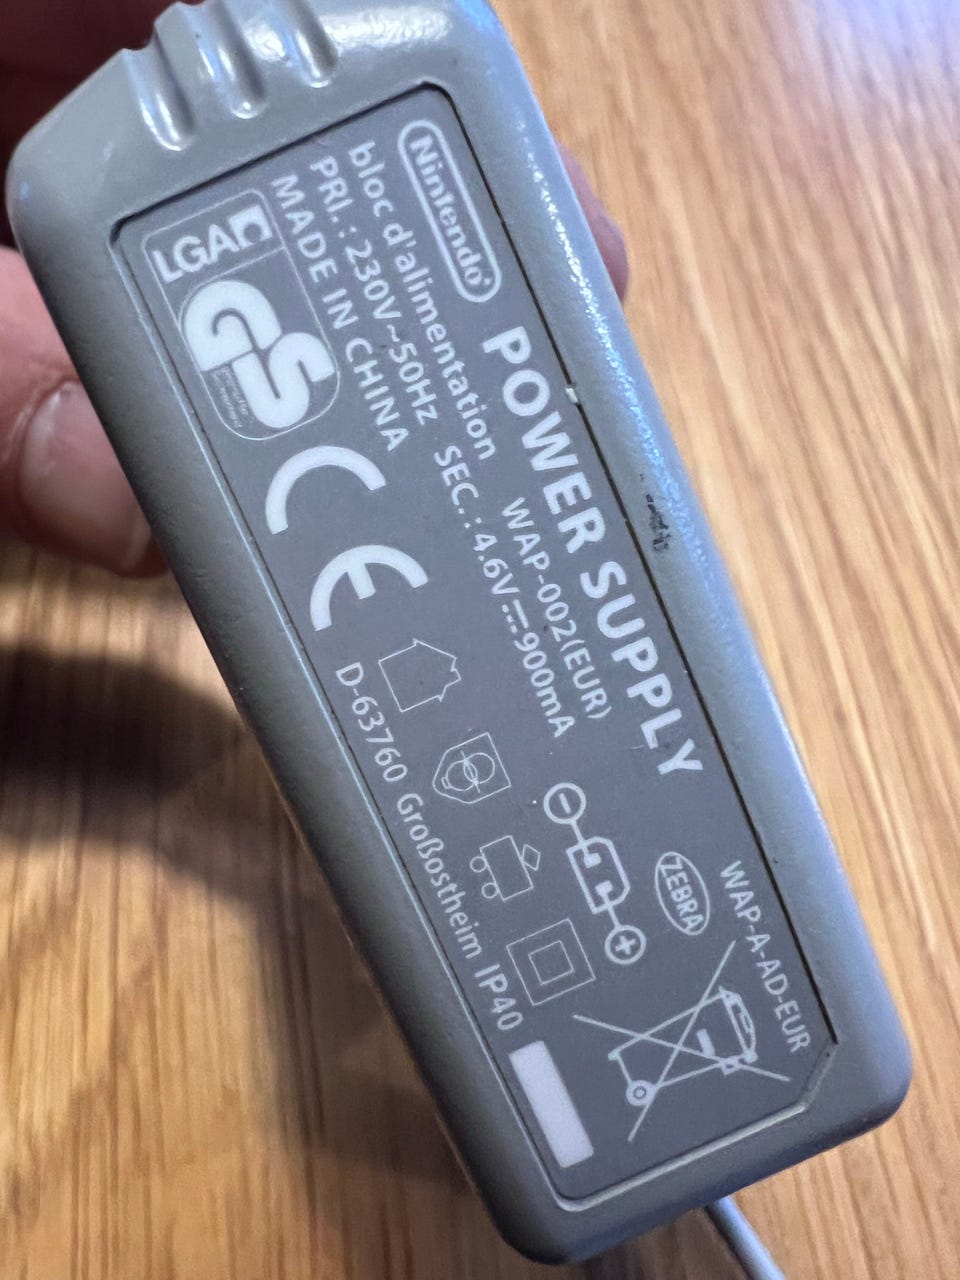 Nintendo®
POWER SUPPLY
WAP-A-AD-EUR
bloc d'alimentation WAP-002(EUR)
PRI. : 230V~50Hz SEC. : 4.6V⎓900mA
MADE IN CHINA
ZEBRA
LGA
GS
CE
D-63760 Großostheim IP40